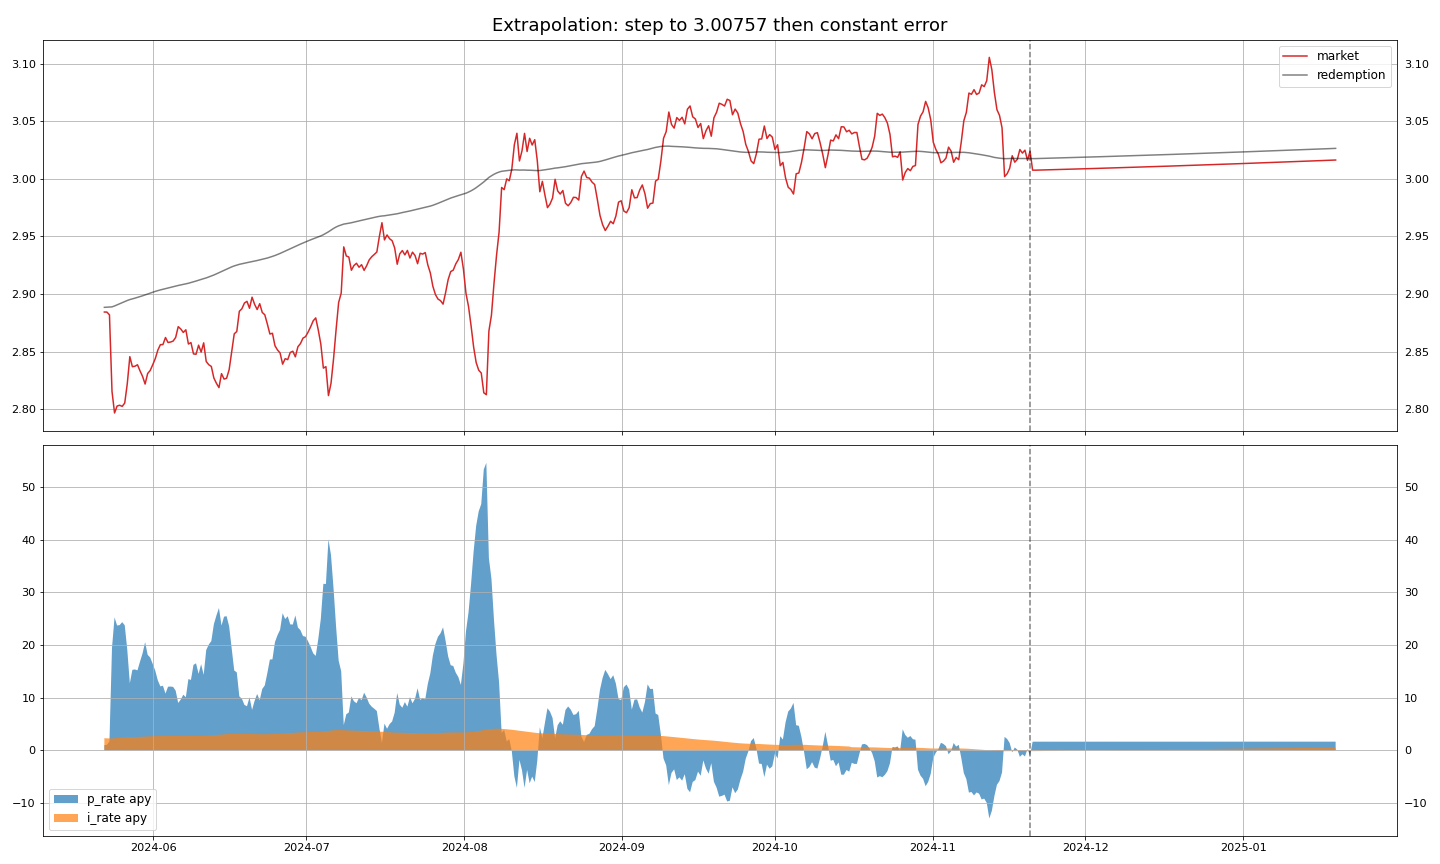 Extrapolation: step to 3.00757 then constant error
3.10 3.10
market
redemption
3.05 3.05
3.00 3.00
2.95 2.95
2.90 2.90
2.85 2.85
2.80 2.80
50 50
40 40
30 30
20 20
10 10
0 0
−10 −10
p_rate apy
i_rate apy
2024-06 2024-07 2024-08 2024-09 2024-10 2024-11 2024-12 2025-01